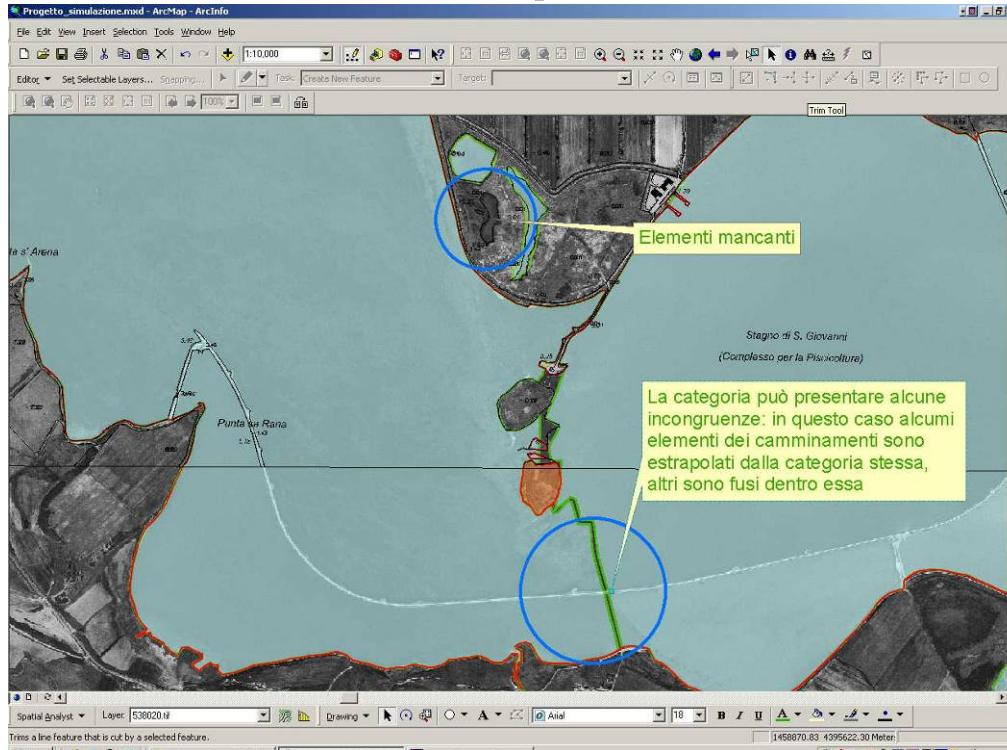 Progetto_simulazione.mxd - ArcMap - ArcInfo
File Edit View Insert Selection Tools Window Help
1:10,000
Editor Set Selectable Layers... Snapping... Task: Create New Feature Target:
100%
Trim Tool
Elementi mancanti
s' Arena
Stagno di S. Giovanni
(Complesso per la Piscicoltura)
La categoria può presentare alcune
incongruenze: in questo caso alcumi
elementi dei camminamenti sono
estrapolati dalla categoria stessa,
altri sono fusi dentro essa
Punta sa Rana
Spatial Analyst Layer: 538020.tif Drawing A Arial 18 B I U A
Trims a line feature that is cut by a selected feature.
1458870.83 4395622.30 Meters